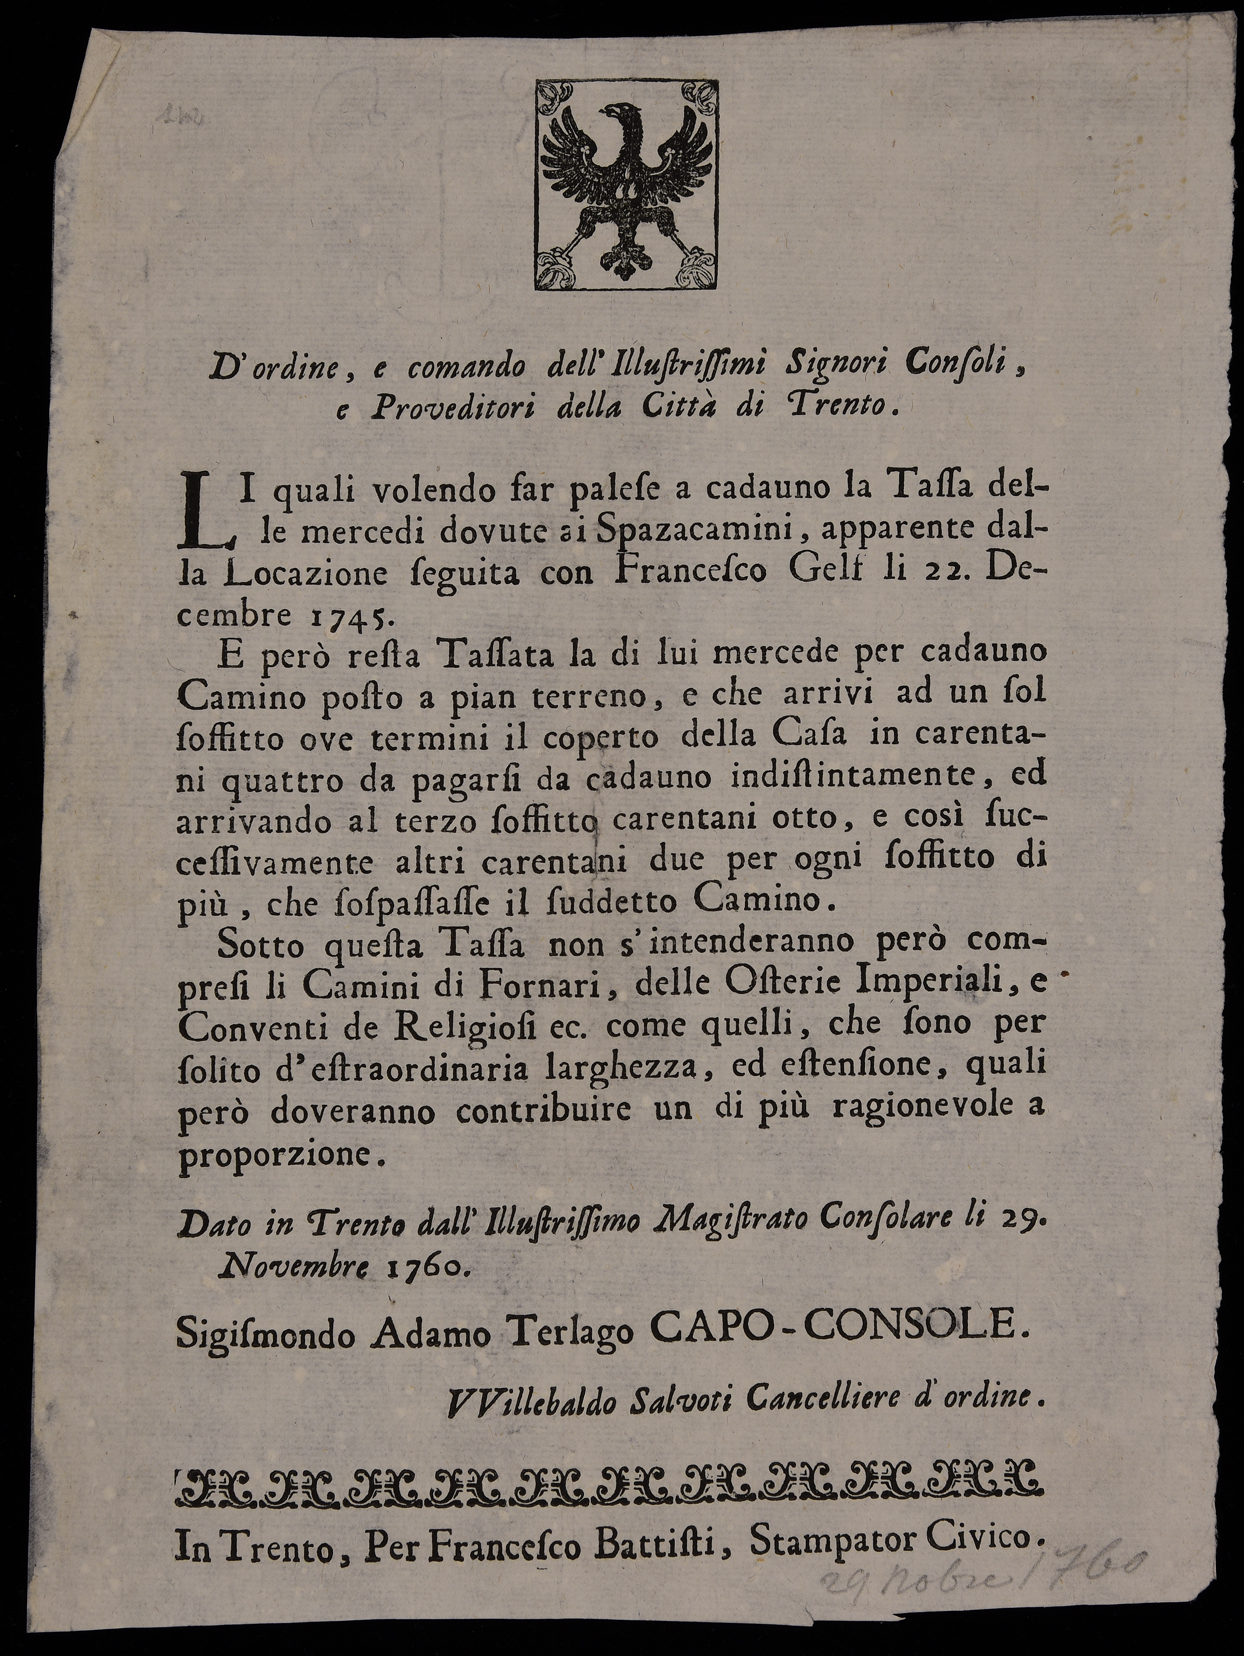 D'ordine, e comando dell'Illuſtriſſimi Signori Conſoli,
e Proveditori della Città di Trento.
LI quali volendo far paleſe a cadauno la Taſſa del-
le mercedi dovute ai Spazacamini, apparente dal-
la Locazione ſeguita con Franceſco Gelf li 22. De-
cembre 1745.
E però reſta Taſſata la di lui mercede per cadauno
Camino poſto a pian terreno, e che arrivi ad un ſol
ſoffitto ove termini il coperto della Caſa in carenta-
ni quattro da pagarſi da cadauno indiſtintamente, ed
arrivando al terzo ſoffitto carentani otto, e così ſuc-
ceſſivamente altri carentani due per ogni ſoffitto di
più, che ſoſpaſſaſſe il ſuddetto Camino.
Sotto queſta Taſſa non s'intenderanno però com-
preſi li Camini di Fornari, delle Oſterie Imperiali, e
Conventi de Religioſi ec. come quelli, che ſono per
ſolito d'eſtraordinaria larghezza, ed eſtenſione, quali
però doveranno contribuire un di più ragionevole a
proporzione.
Dato in Trento dall'Illuſtriſſimo Magiſtrato Conſolare li 29.
Novembre 1760.
Sigiſmondo Adamo Terlago CAPO-CONSOLE.
VVillebaldo Salvoti Cancelliere d'ordine.
In Trento, Per Franceſco Battiſti, Stampator Civico.
29 Nobre 1760